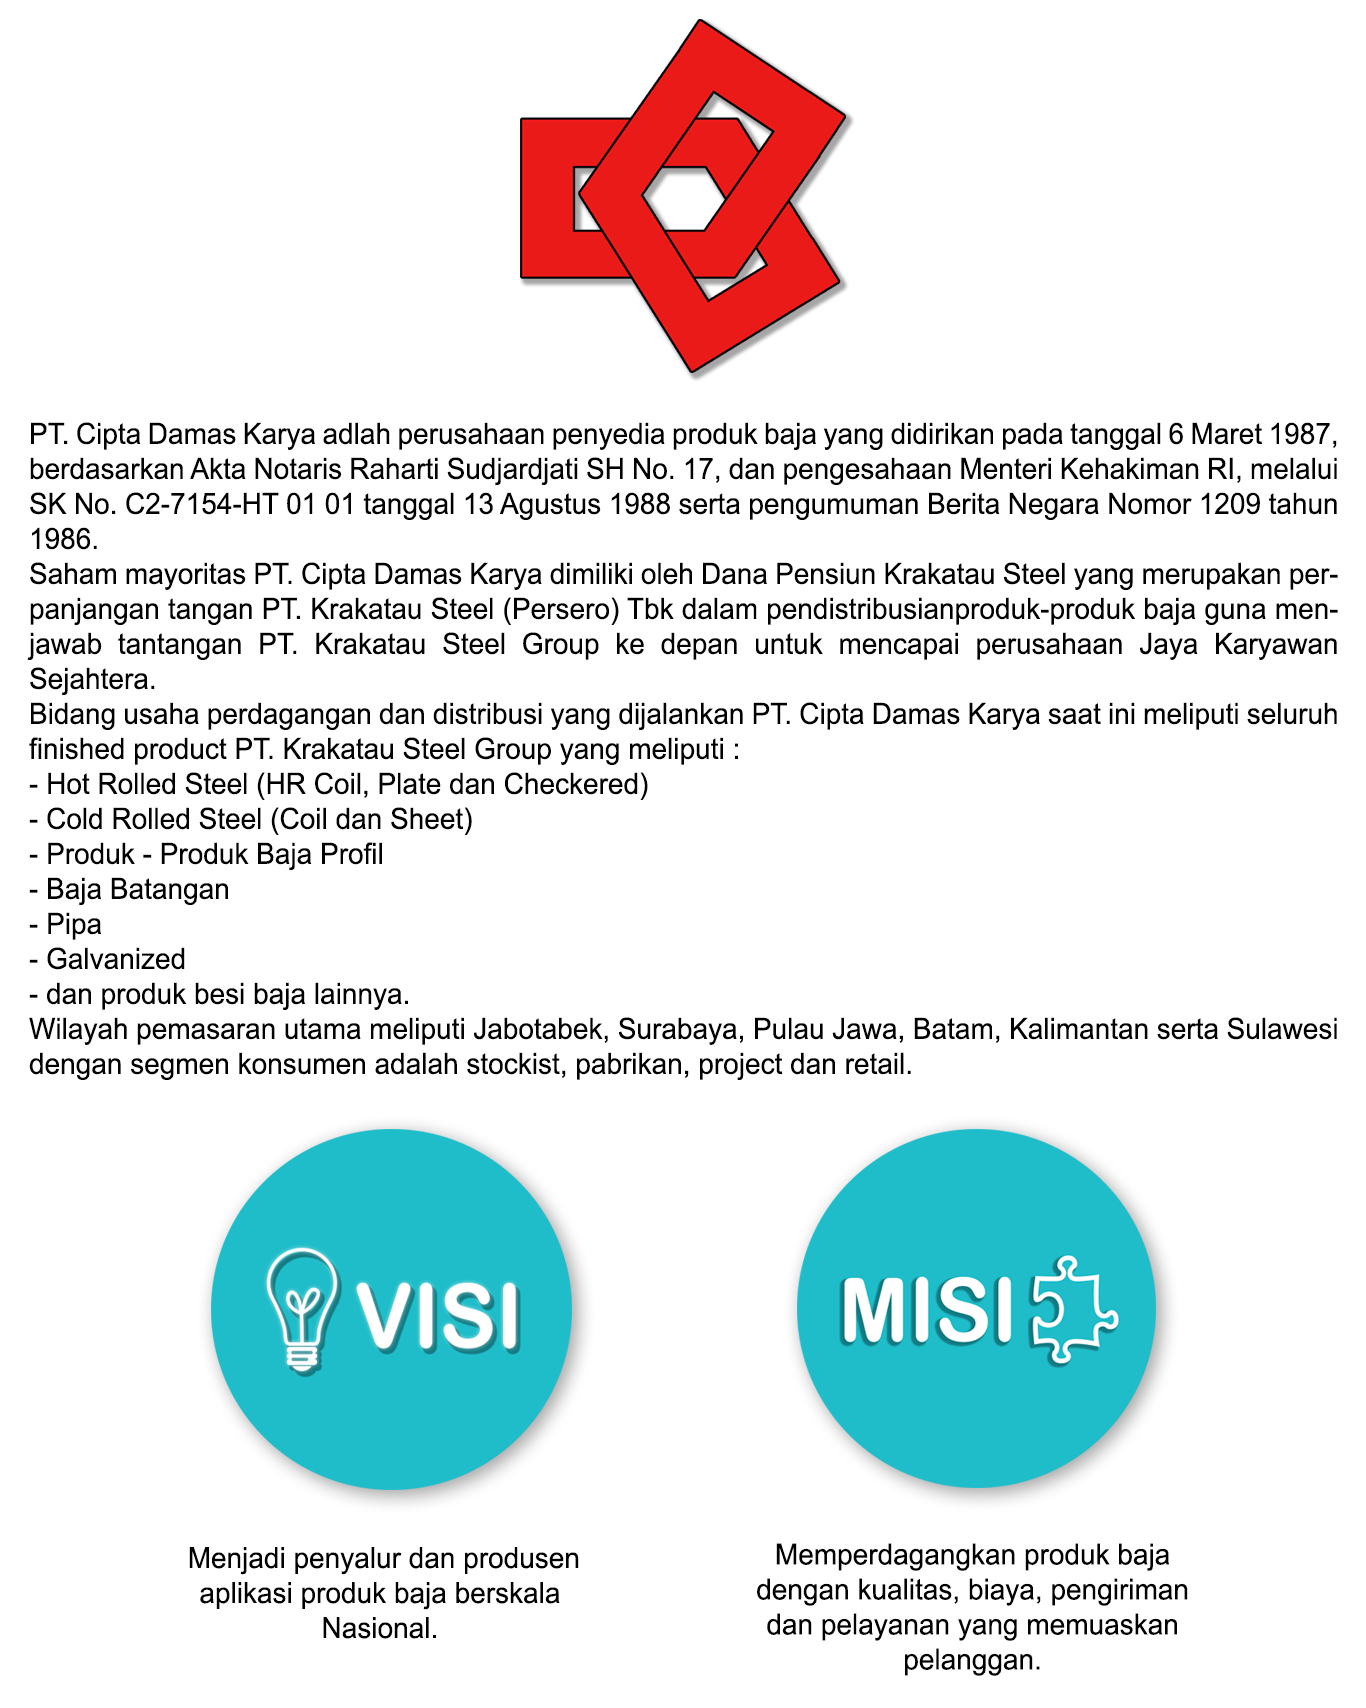 PT. Cipta Damas Karya adlah perusahaan penyedia produk baja yang didirikan pada tanggal 6 Maret 1987,
berdasarkan Akta Notaris Raharti Sudjardjati SH No. 17, dan pengesahaan Menteri Kehakiman RI, melalui
SK No. C2-7154-HT 01 01 tanggal 13 Agustus 1988 serta pengumuman Berita Negara Nomor 1209 tahun
1986.
Saham mayoritas PT. Cipta Damas Karya dimiliki oleh Dana Pensiun Krakatau Steel yang merupakan per-
panjangan tangan PT. Krakatau Steel (Persero) Tbk dalam pendistribusianproduk-produk baja guna men-
jawab tantangan PT. Krakatau Steel Group ke depan untuk mencapai perusahaan Jaya Karyawan
Sejahtera.
Bidang usaha perdagangan dan distribusi yang dijalankan PT. Cipta Damas Karya saat ini meliputi seluruh
finished product PT. Krakatau Steel Group yang meliputi :
- Hot Rolled Steel (HR Coil, Plate dan Checkered)
- Cold Rolled Steel (Coil dan Sheet)
- Produk - Produk Baja Profil
- Baja Batangan
- Pipa
- Galvanized
- dan produk besi baja lainnya.
Wilayah pemasaran utama meliputi Jabotabek, Surabaya, Pulau Jawa, Batam, Kalimantan serta Sulawesi
dengan segmen konsumen adalah stockist, pabrikan, project dan retail.
VISI
Menjadi penyalur dan produsen
aplikasi produk baja berskala
Nasional.
MISI
Memperdagangkan produk baja
dengan kualitas, biaya, pengiriman
dan pelayanan yang memuaskan
pelanggan.